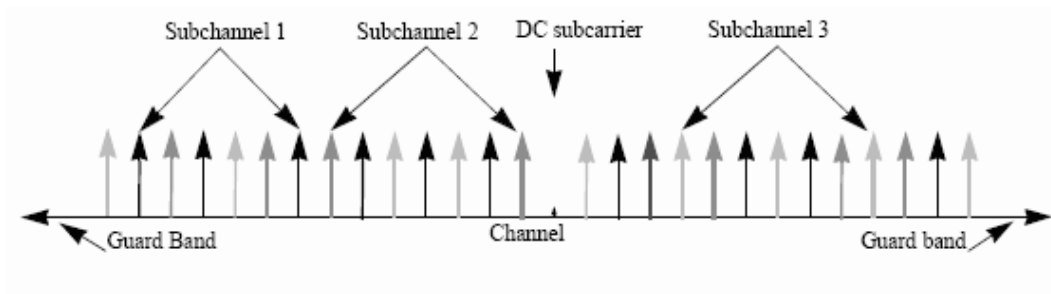 Subchannel 1
Subchannel 2
DC subcarrier
Subchannel 3
Guard Band
Channel
Guard band